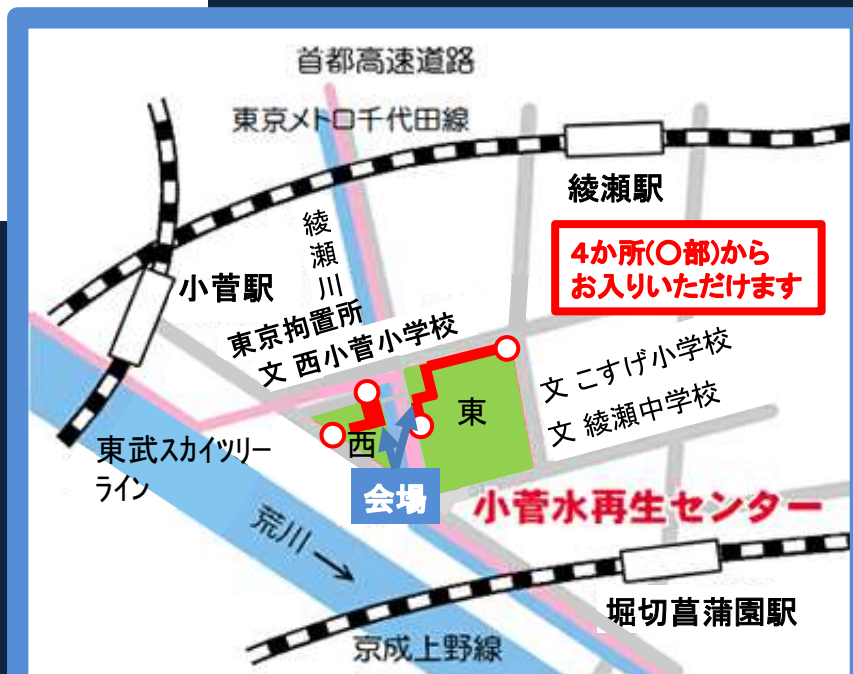 首都高速道路
東京メトロ千代田線
綾瀬駅
綾瀬川
4か所(〇部)から
お入りいただけます
小菅駅
東京拘置所
文 西小菅小学校
文 こすげ小学校
文 綾瀬中学校
東
西
東武スカイツリー
ライン
会場
小菅水再生センター
荒川→
堀切菖蒲園駅
京成上野線